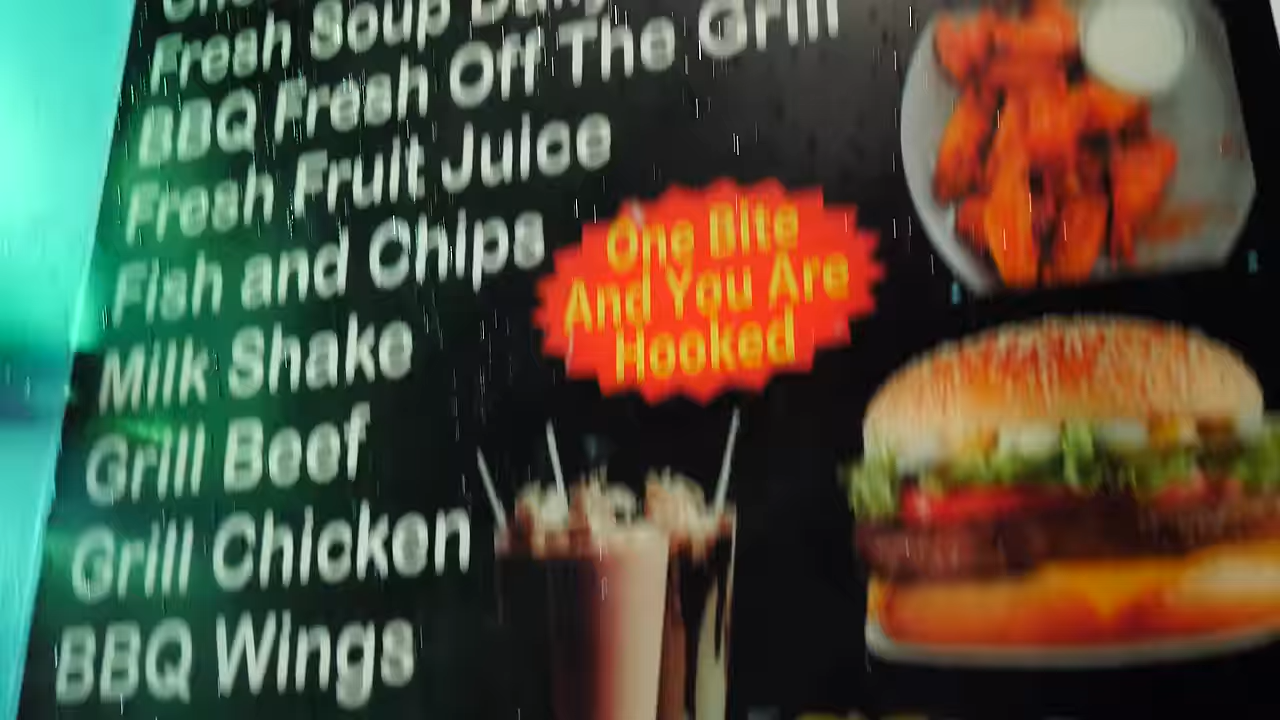 Fresh Soup Daily
BBQ Fresh Off The Grill
Fresh Fruit Juice
Fish and Chips
Milk Shake
Grill Beef
Grill Chicken
BBQ Wings
One Bite
And You Are
Hooked